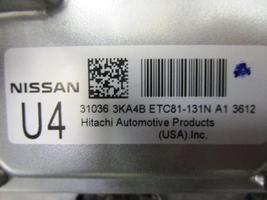 NISSAN
U4
31036 3KA4B ETC81-131N A1 3612
Hitachi Automotive Products
(USA).Inc.